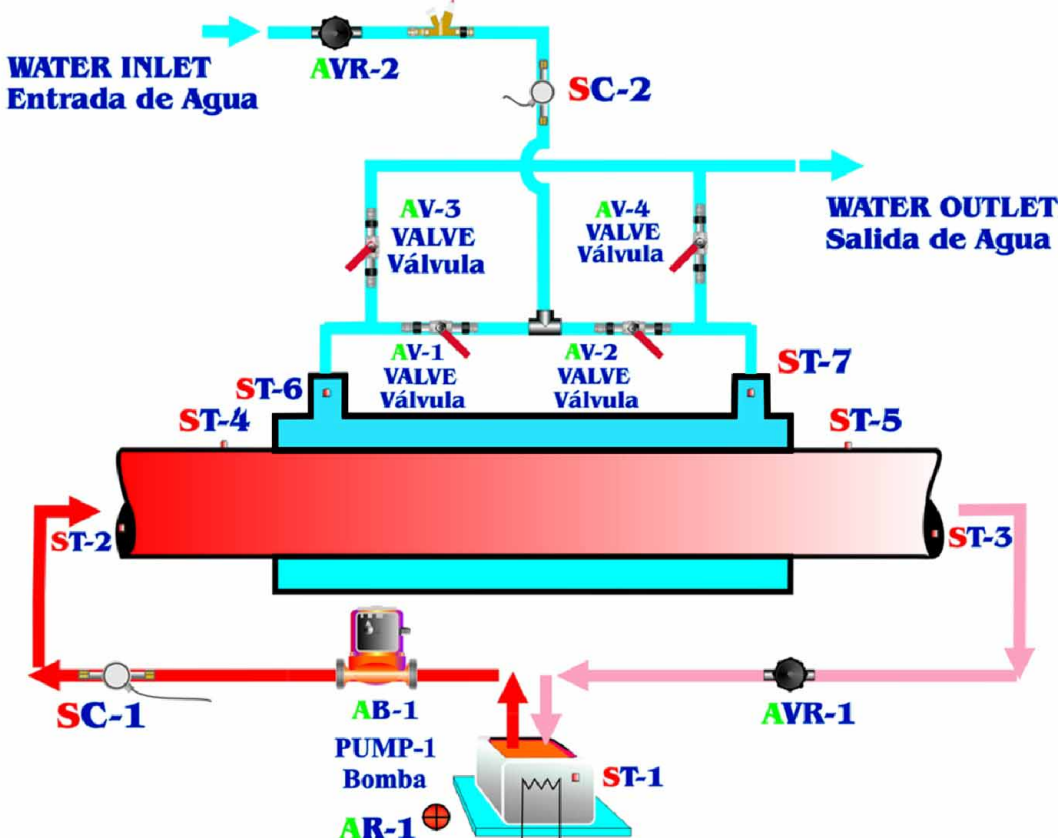 WATER INLET
Entrada de Agua
AVR-2
SC-2
WATER OUTLET
Salida de Agua
AV-3
VALVE
Válvula
AV-4
VALVE
Válvula
AV-1
VALVE
Válvula
AV-2
VALVE
Válvula
ST-6
ST-7
ST-4
ST-5
ST-2
ST-3
SC-1
AB-1
PUMP-1
Bomba
AVR-1
ST-1
AR-1